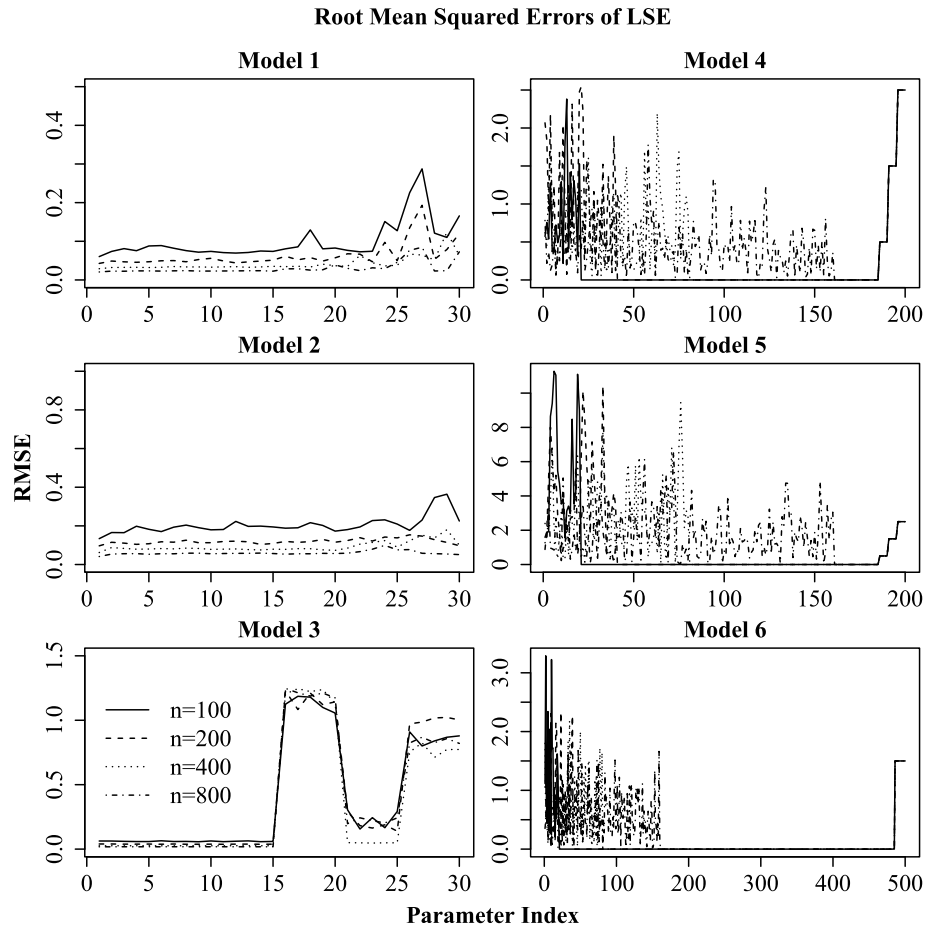 Root Mean Squared Errors of LSE
Model 1
0.0 0.2 0.4
0 5 10 15 20 25 30
Model 4
0.0 1.0 2.0
0 50 100 150 200
Model 2
0.0 0.4 0.8
0 5 10 15 20 25 30
Model 5
0 2 4 6 8
0 50 100 150 200
RMSE
Model 3
0.0 0.5 1.0 1.5
n=100
n=200
n=400
n=800
0 5 10 15 20 25 30
Model 6
0.0 1.0 2.0 3.0
0 100 200 300 400 500
Parameter Index